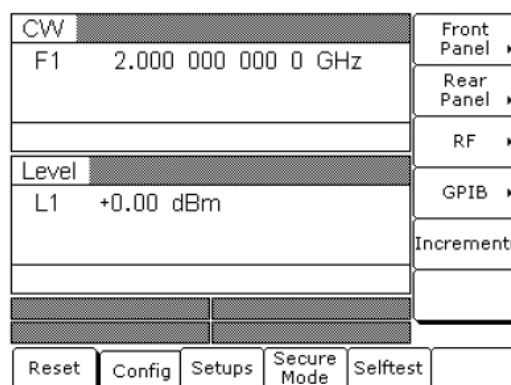 CW
F1 2.000 000 000 0 GHz
Level
L1 +0.00 dBm
Front
Panel
Rear
Panel
RF
GPIB
Increment
Reset
Config
Setups
Secure
Mode
Selftest